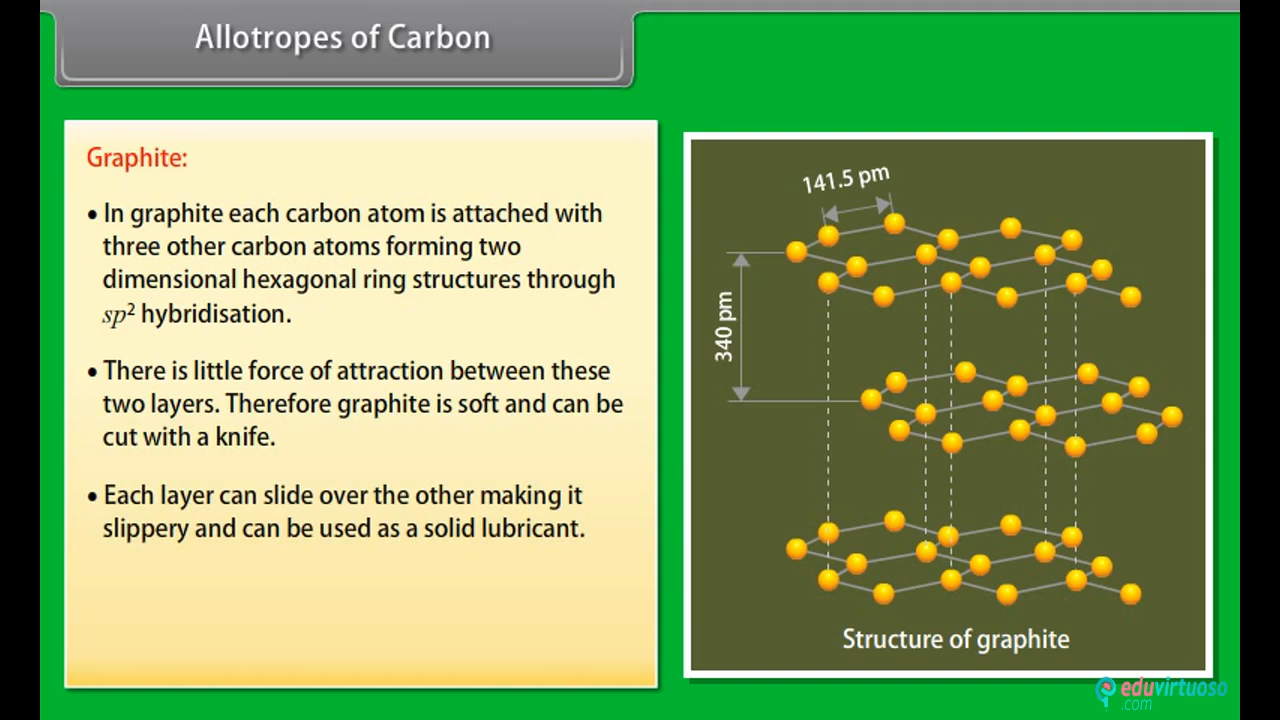 Allotropes of Carbon
Graphite:
• In graphite each carbon atom is attached with
three other carbon atoms forming two
dimensional hexagonal ring structures through
sp² hybridisation.
• There is little force of attraction between these
two layers. Therefore graphite is soft and can be
cut with a knife.
• Each layer can slide over the other making it
slippery and can be used as a solid lubricant.
141.5 pm
340 pm
Structure of graphite
eduvirtuoso
.com